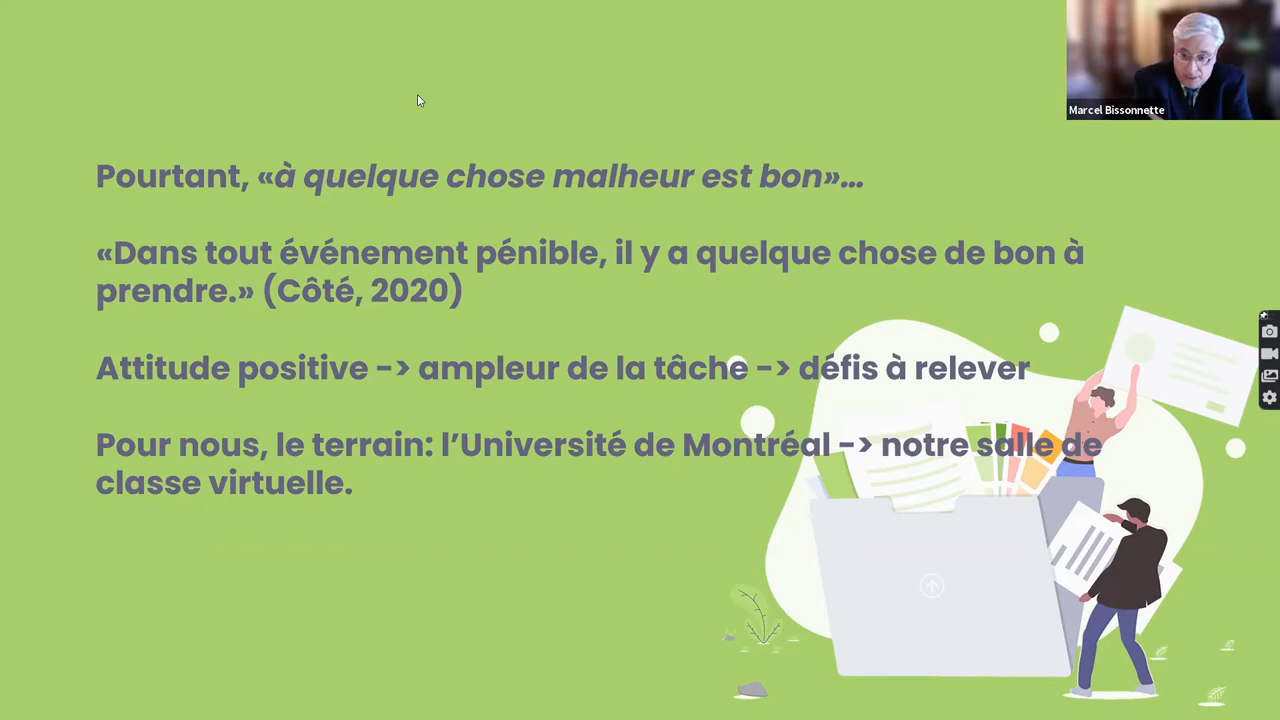 Marcel Bissonnette
Pourtant, «à quelque chose malheur est bon»...
«Dans tout événement pénible, il y a quelque chose de bon à
prendre.» (Côté, 2020)
Attitude positive -> ampleur de la tâche -> défis à relever
Pour nous, le terrain: l’Université de Montréal -> notre salle de
classe virtuelle.